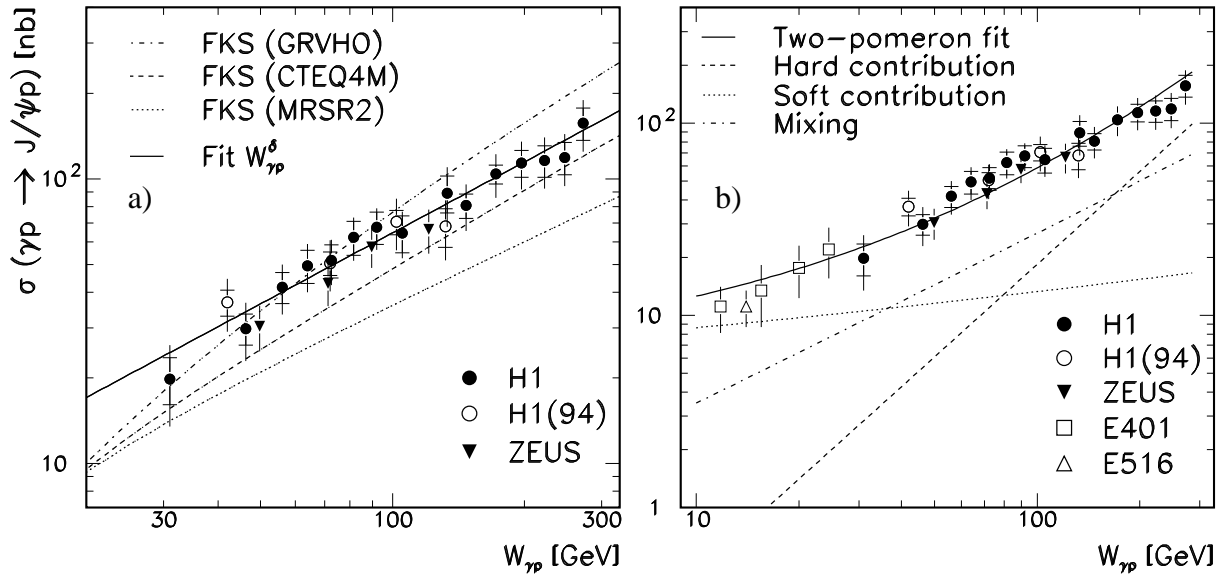 σ (γp → J/ψp) [nb]
FKS (GRVHO)
FKS (CTEQ4M)
FKS (MRSR2)
Fit W_γp^δ
a)
10²
10
H1
H1(94)
ZEUS
30
100
300
W_γp [GeV]
Two-pomeron fit
Hard contribution
Soft contribution
Mixing
b)
10²
10
1
H1
H1(94)
ZEUS
E401
E516
10
100
W_γp [GeV]